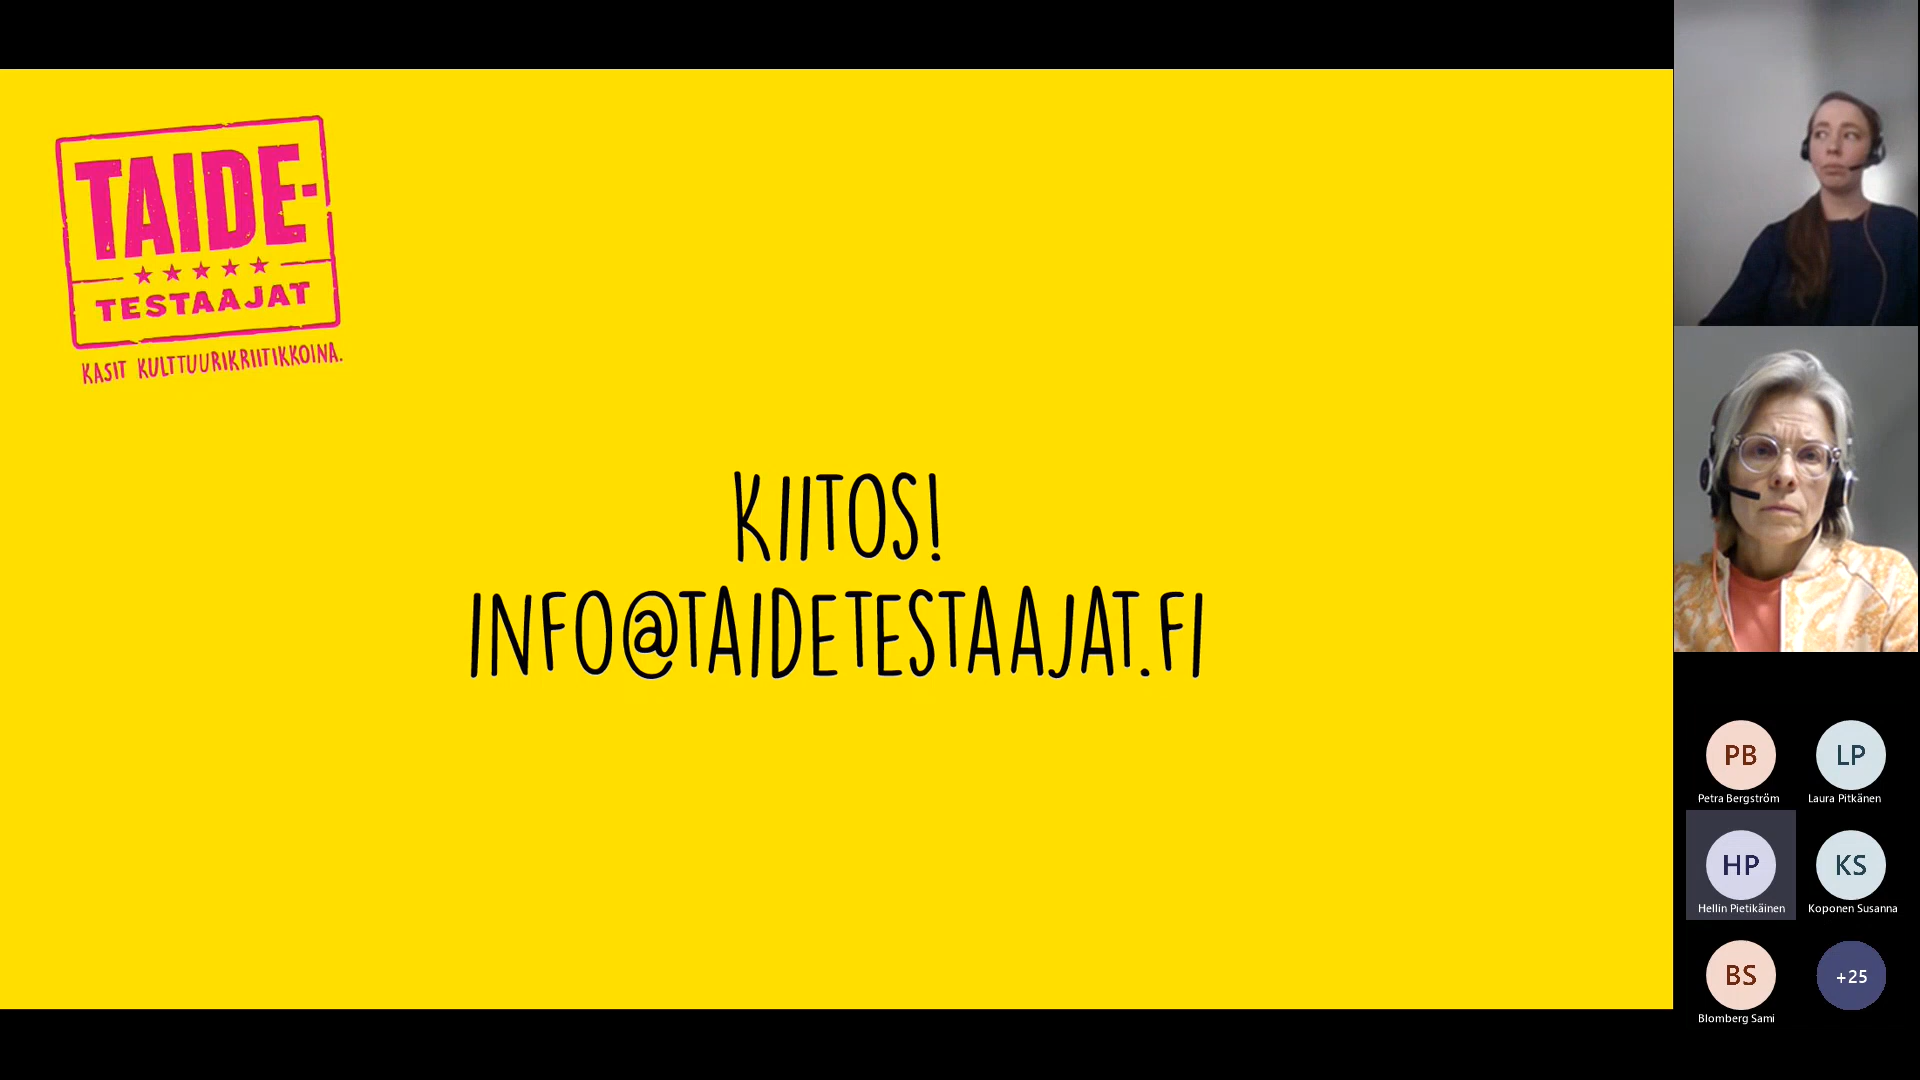 TAIDE-
TESTAAJAT
KASIT KULTTUURIKRIITIKKOINA.
KIITOS!
INFO@TAIDETESTAAJAT.FI
PB
LP
Petra Bergström
Laura Pitkänen
HP
KS
Hellin Pietikäinen
Koponen Susanna
BS
+25
Blomberg Sami